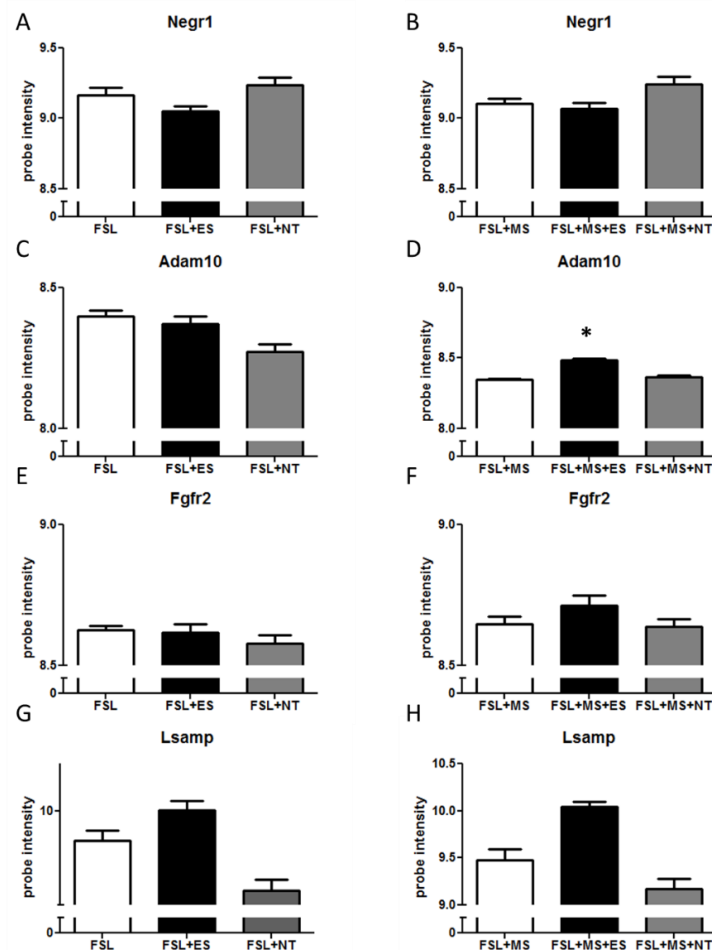 A
Negr1
9.5
9.0
8.5
0
probe intensity
FSL FSL+ES FSL+NT
B
Negr1
9.5
9.0
8.5
0
probe intensity
FSL+MS FSL+MS+ES FSL+MS+NT
C
Adam10
8.5
8.0
0
probe intensity
FSL FSL+ES FSL+NT
D
Adam10
9.0
8.5
8.0
0
probe intensity
*
FSL+MS FSL+MS+ES FSL+MS+NT
E
Fgfr2
9.0
8.5
0
probe intensity
FSL FSL+ES FSL+NT
F
Fgfr2
9.0
8.5
0
probe intensity
FSL+MS FSL+MS+ES FSL+MS+NT
G
Lsamp
10
0
probe intensity
FSL FSL+ES FSL+NT
H
Lsamp
10.5
10.0
9.5
9.0
0
probe intensity
FSL+MS FSL+MS+ES FSL+MS+NT